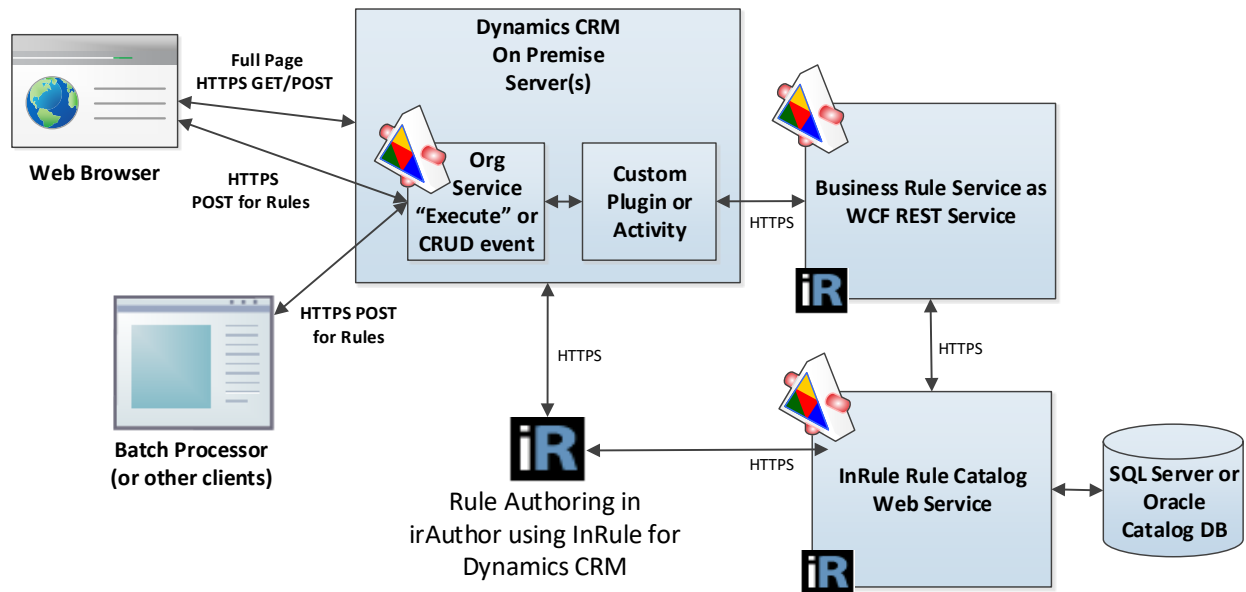 Dynamics CRM
On Premise
Server(s)
Full Page
HTTPS GET/POST
Web Browser
HTTPS
POST for Rules
Org
Service
“Execute” or
CRUD event
Custom
Plugin or
Activity
HTTPS
Business Rule Service as
WCF REST Service
iR
HTTPS POST
for Rules
Batch Processor
(or other clients)
HTTPS
HTTPS
iR
Rule Authoring in
irAuthor using InRule for
Dynamics CRM
HTTPS
InRule Rule Catalog
Web Service
iR
SQL Server or
Oracle
Catalog DB